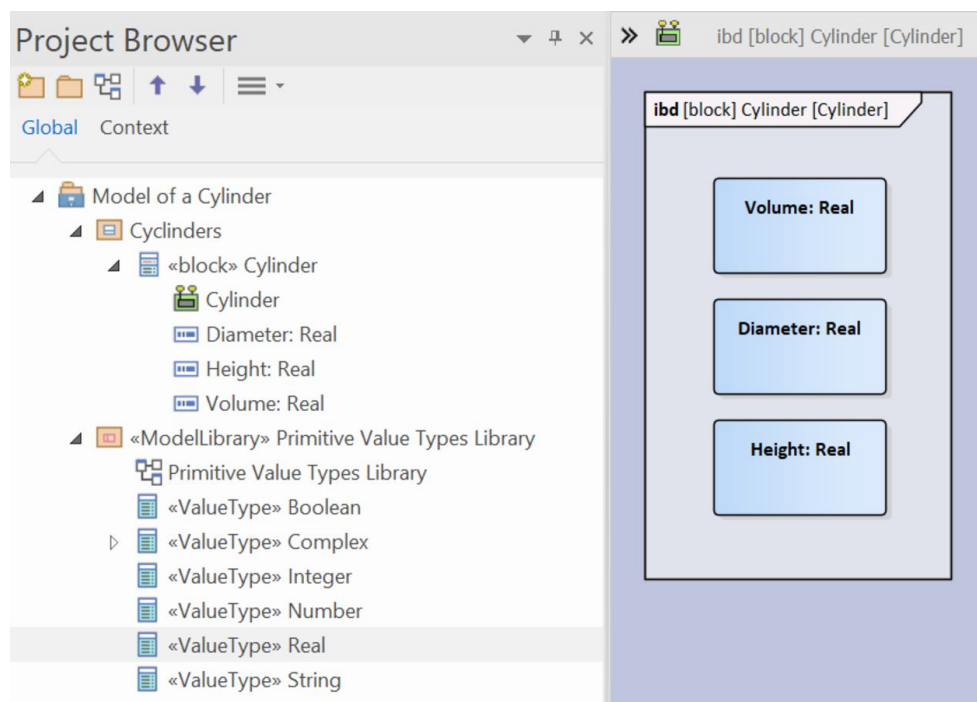 Project Browser
Global Context
Model of a Cylinder
Cyclinders
«block» Cylinder
Cylinder
Diameter: Real
Height: Real
Volume: Real
«ModelLibrary» Primitive Value Types Library
Primitive Value Types Library
«ValueType» Boolean
«ValueType» Complex
«ValueType» Integer
«ValueType» Number
«ValueType» Real
«ValueType» String
ibd [block] Cylinder [Cylinder]
ibd [block] Cylinder [Cylinder]
Volume: Real
Diameter: Real
Height: Real